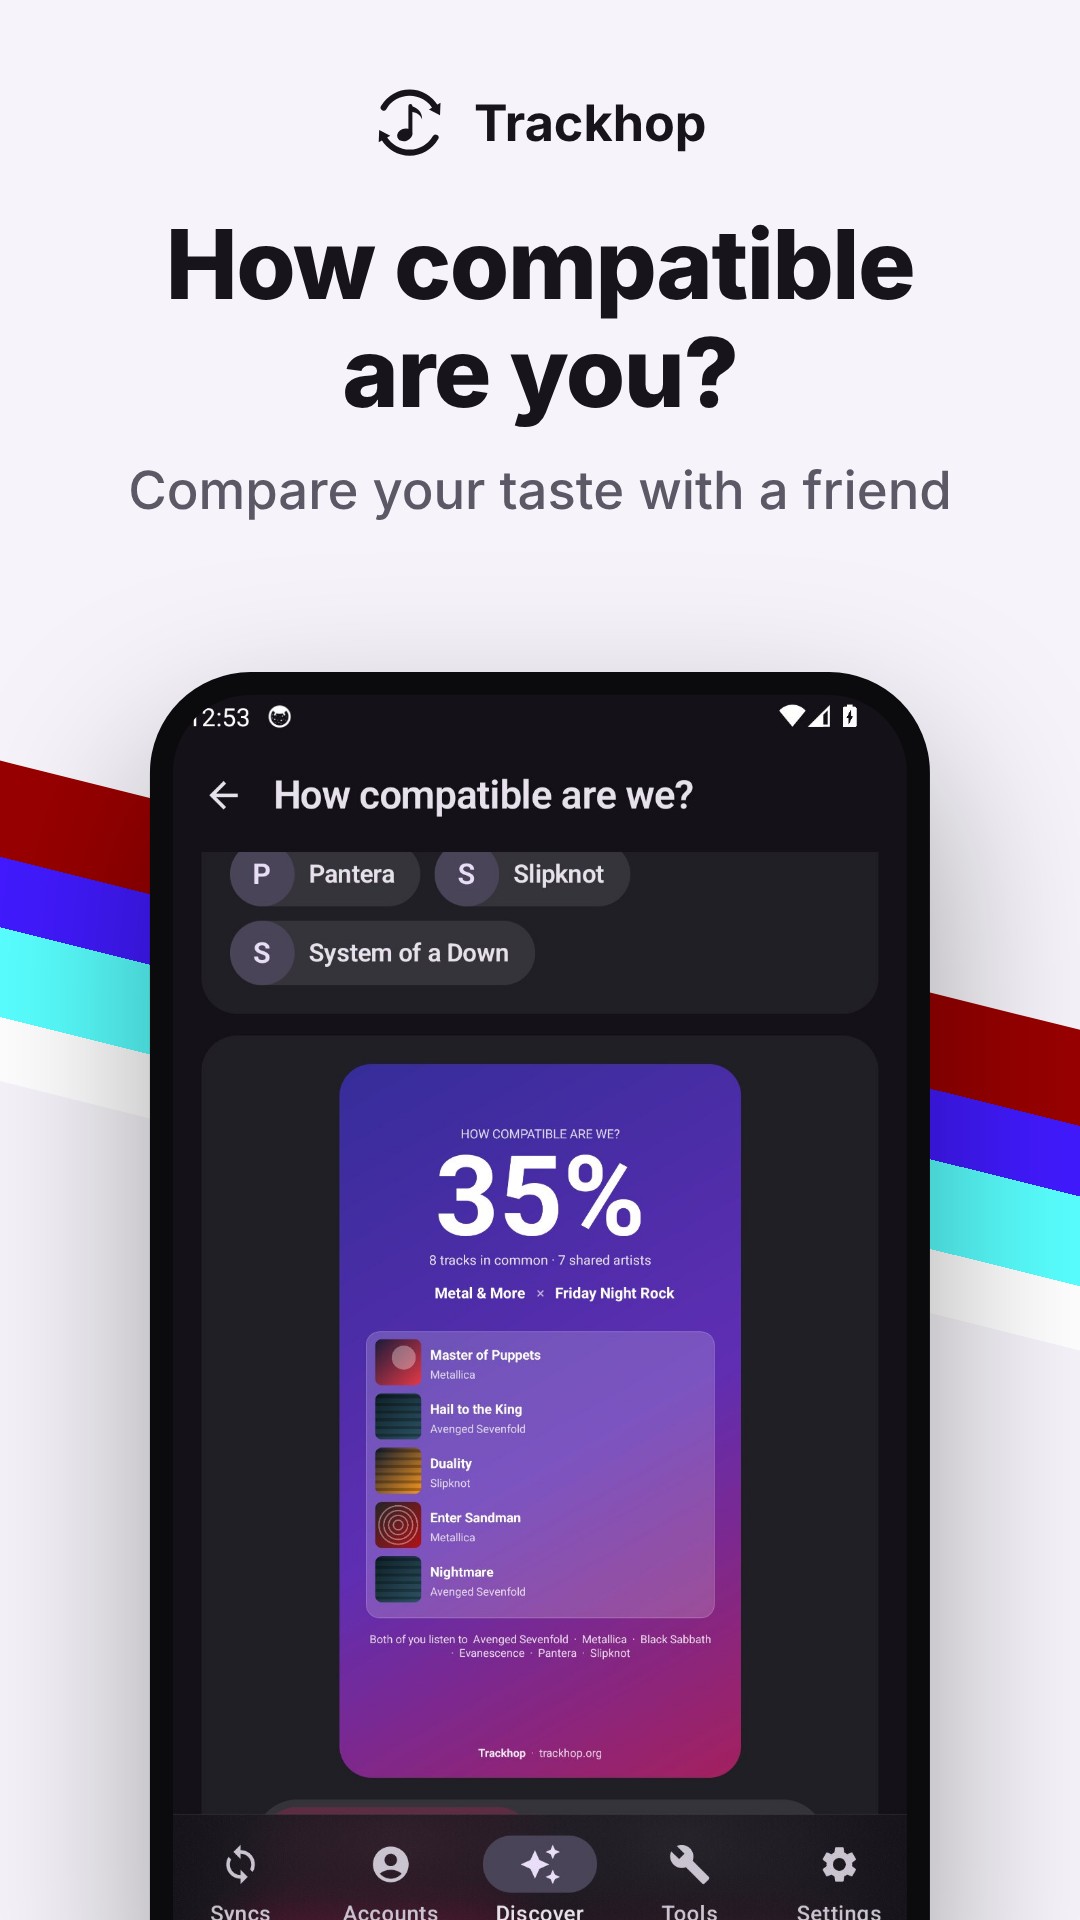 Trackhop
How compatible
are you?
Compare your taste with a friend
12:53
How compatible are we?
P Pantera S Slipknot
S System of a Down
HOW COMPATIBLE ARE WE?
35%
8 tracks in common · 7 shared artists
Metal & More × Friday Night Rock
Master of Puppets
Metallica
Hail to the King
Avenged Sevenfold
Duality
Slipknot
Enter Sandman
Metallica
Nightmare
Avenged Sevenfold
Both of you listen to Avenged Sevenfold · Metallica · Black Sabbath
· Evanescence · Pantera · Slipknot
Trackhop · trackhop.org
Syncs Accounts Discover Tools Settings